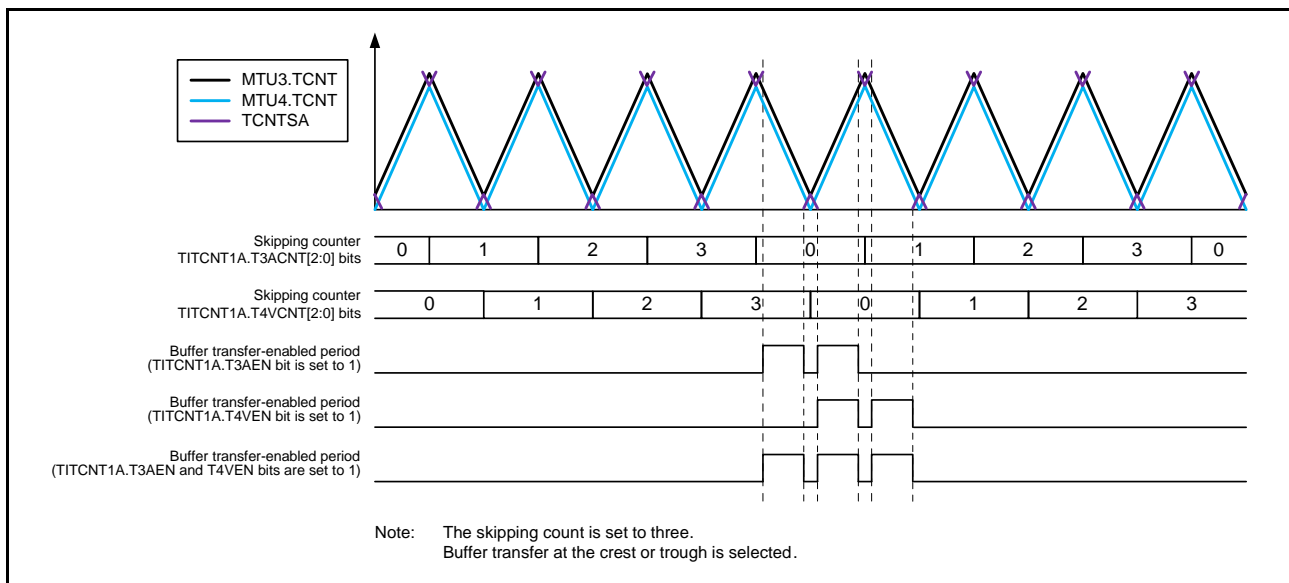 MTU3.TCNT
MTU4.TCNT
TCNTSA
Skipping counter
TITCNT1A.T3ACNT[2:0] bits
0 1 2 3 0 1 2 3 0
Skipping counter
TITCNT1A.T4VCNT[2:0] bits
0 1 2 3 0 1 2 3
Buffer transfer-enabled period
(TITCNT1A.T3AEN bit is set to 1)
Buffer transfer-enabled period
(TITCNT1A.T4VEN bit is set to 1)
Buffer transfer-enabled period
(TITCNT1A.T3AEN and T4VEN bits are set to 1)
Note: The skipping count is set to three.
Buffer transfer at the crest or trough is selected.